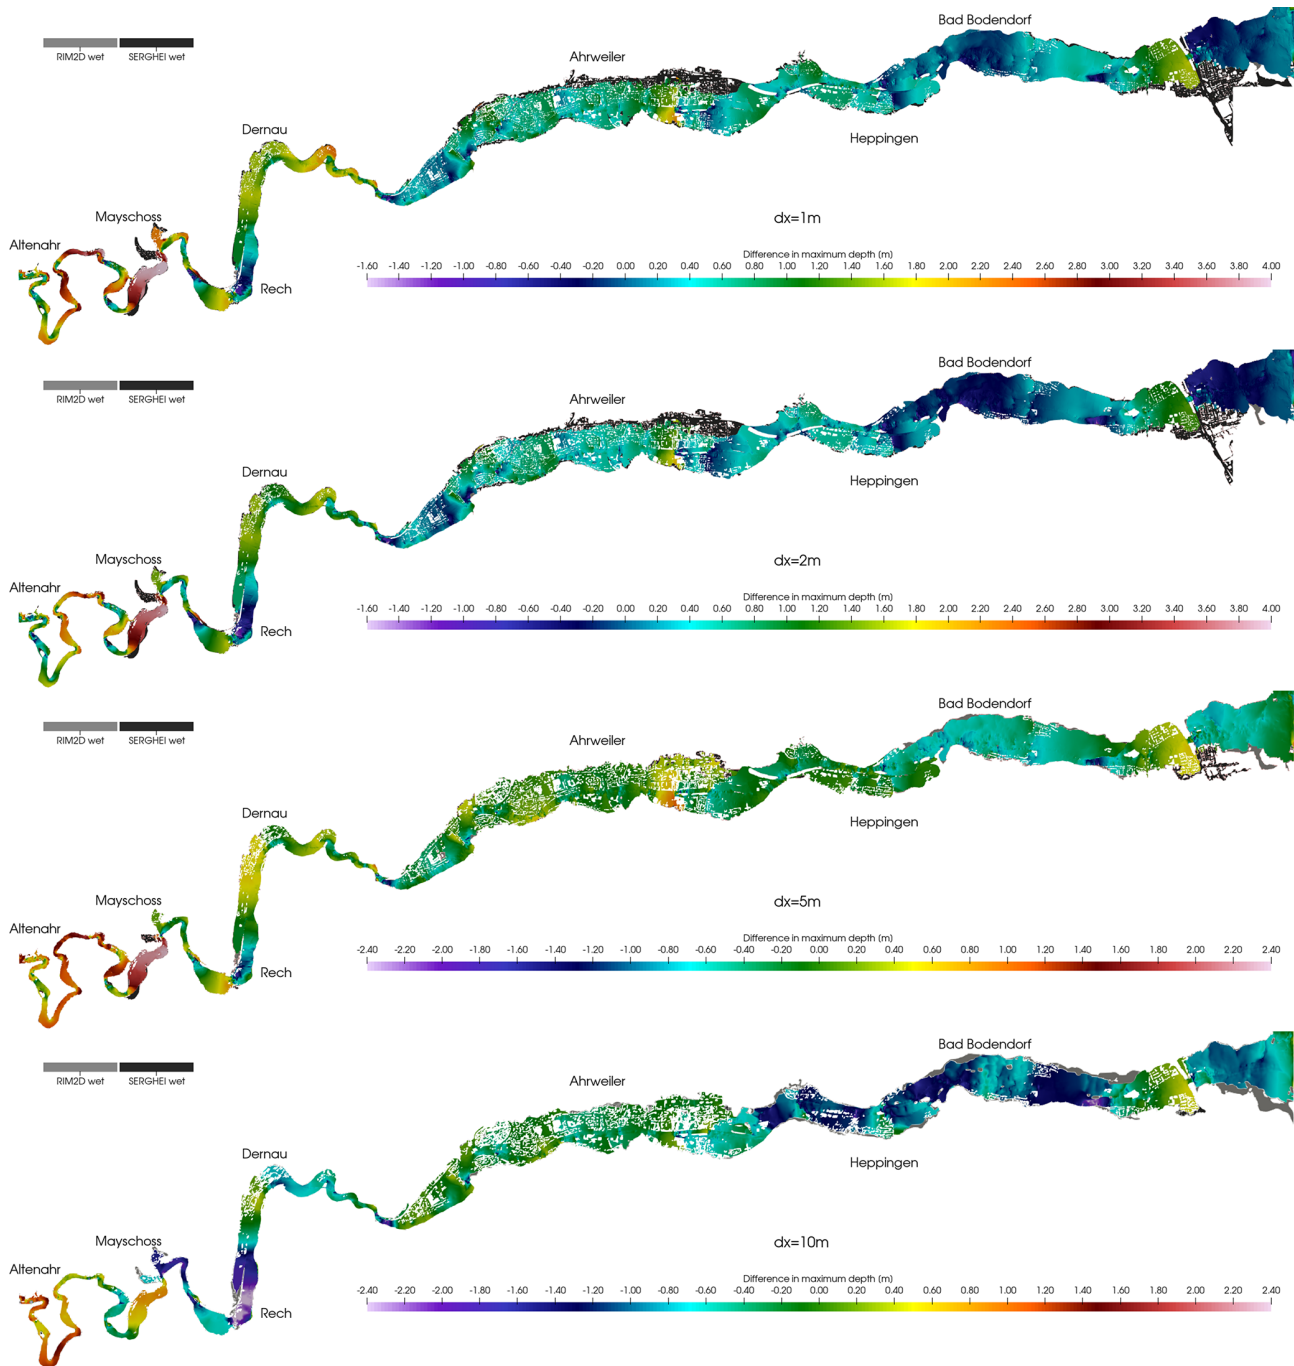 Bad Bodendorf
RIM2D wet SERGHEI wet
Ahrweiler
Dernau
Heppingen
Mayschoss
dx=1m
Altenahr
Difference in maximum depth [m]
-1.60 -1.20 -1.00 -0.80 -0.60 -0.40 -0.20 0.00 0.20 0.40 0.60 0.80 1.00 1.20 1.40 1.60 1.80 2.00 2.20 2.40 2.60 2.80 3.00 3.20 3.40 3.60 3.80 4.00
Rech
Bad Bodendorf
RIM2D wet SERGHEI wet
Ahrweiler
Dernau
Heppingen
Mayschoss
dx=2m
Altenahr
Difference in maximum depth [m]
-1.60 -1.20 -1.00 -0.80 -0.60 -0.40 -0.20 0.00 0.20 0.40 0.60 0.80 1.00 1.20 1.40 1.60 1.80 2.00 2.20 2.40 2.60 2.80 3.00 3.20 3.40 3.60 3.80 4.00
Rech
Bad Bodendorf
RIM2D wet SERGHEI wet
Ahrweiler
Dernau
Heppingen
Mayschoss
dx=5m
Altenahr
Difference in maximum depth [m]
-2.40 -2.20 -2.00 -1.80 -1.60 -1.40 -1.20 -1.00 -0.80 -0.60 -0.40 -0.20 0.00 0.20 0.40 0.60 0.80 1.00 1.20 1.40 1.60 1.80 2.00 2.20 2.40
Rech
Bad Bodendorf
RIM2D wet SERGHEI wet
Ahrweiler
Dernau
Heppingen
Mayschoss
dx=10m
Altenahr
Difference in maximum depth [m]
-2.40 -2.20 -2.00 -1.80 -1.60 -1.40 -1.20 -1.00 -0.80 -0.60 -0.40 -0.20 0.00 0.20 0.40 0.60 0.80 1.00 1.20 1.40 1.60 1.80 2.00 2.20 2.40
Rech